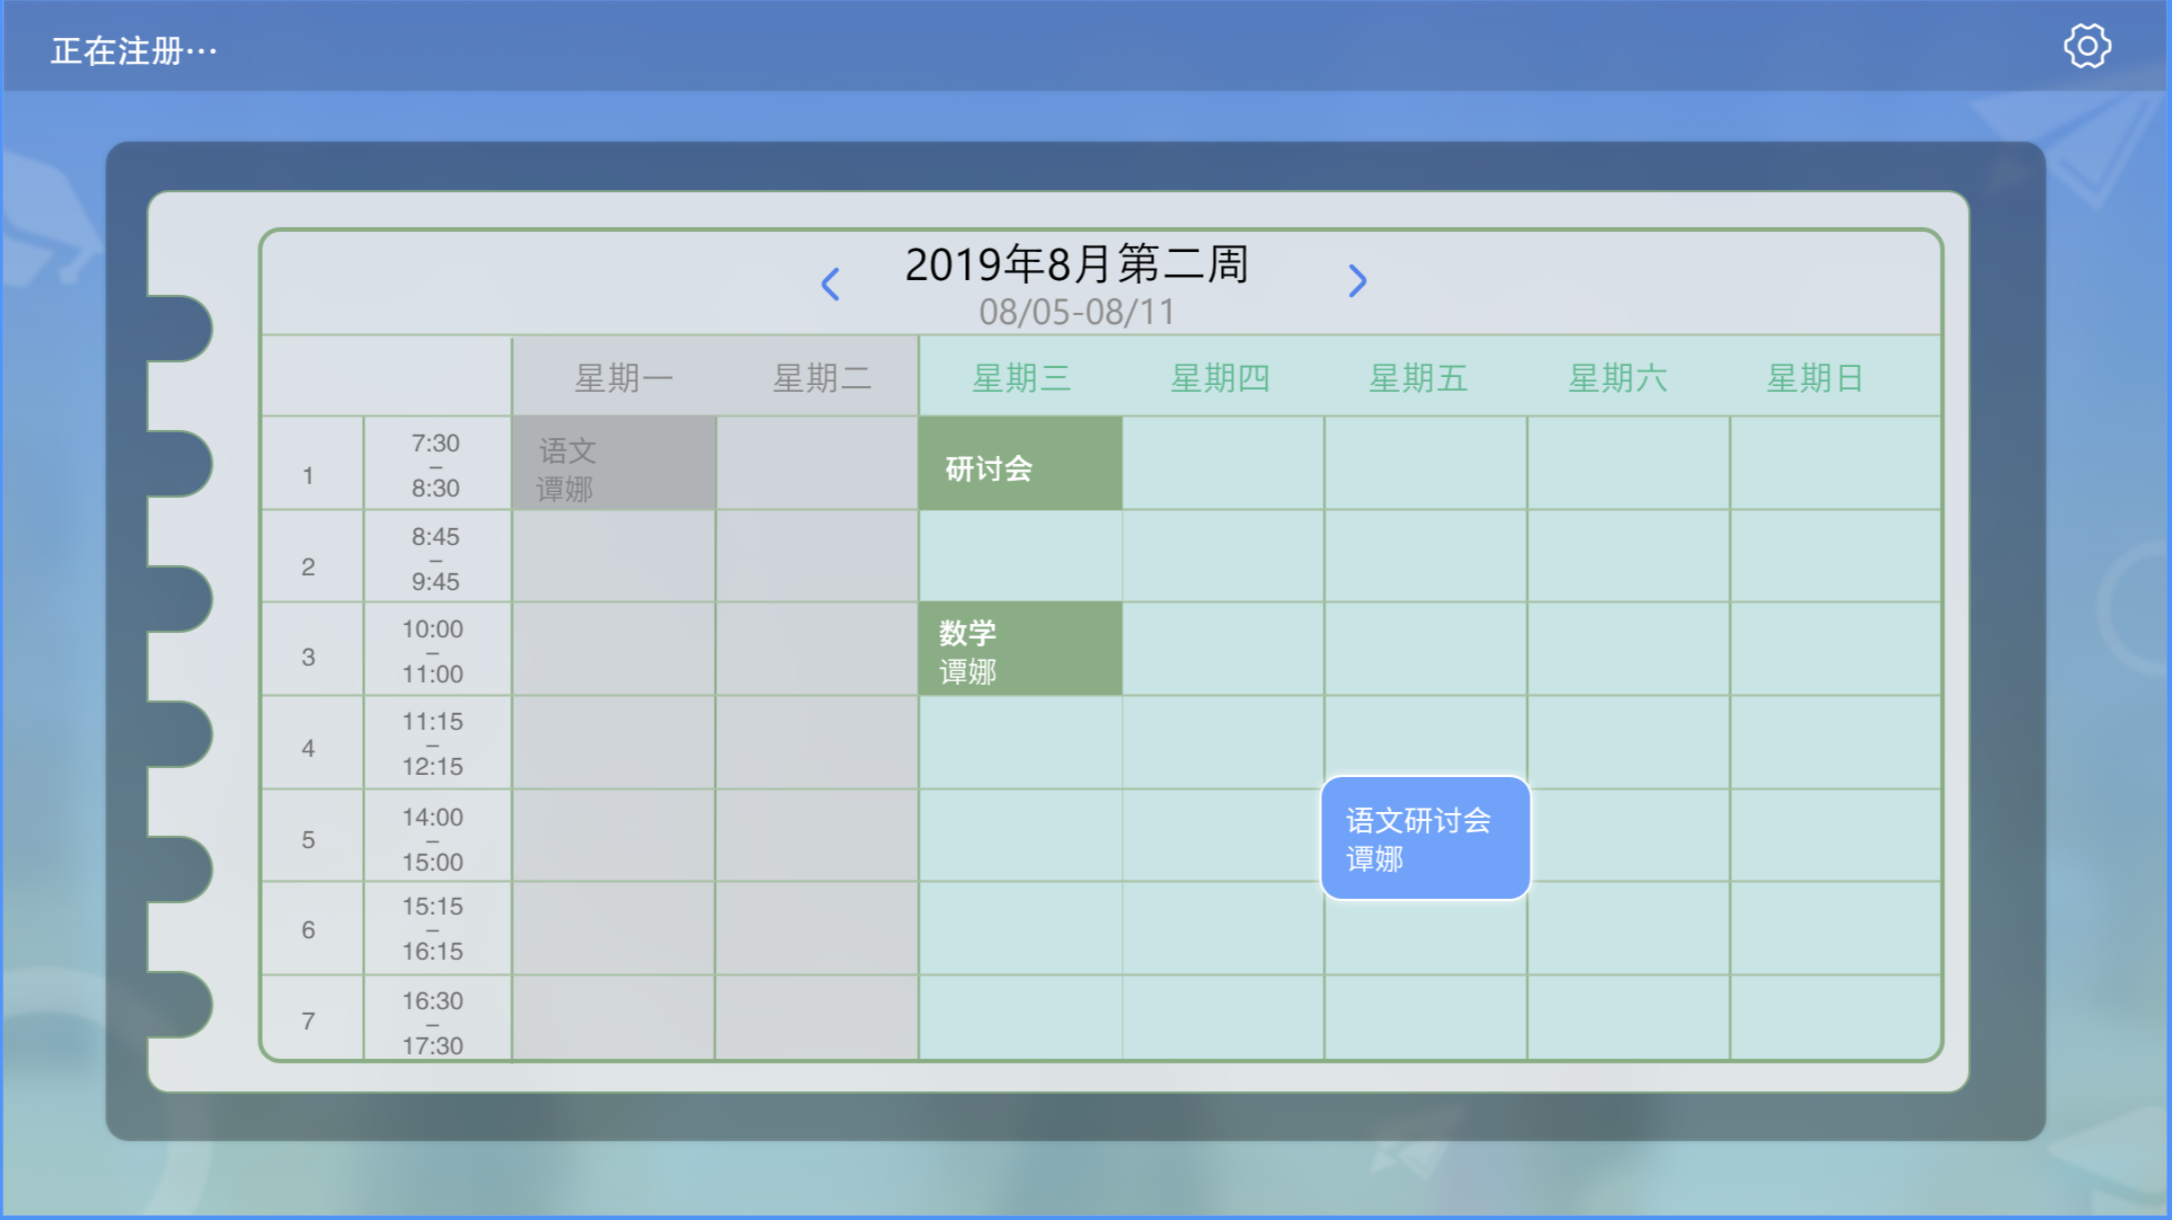 正在注册···
2019年8月第二周
08/05-08/11
星期一 星期二 星期三 星期四 星期五 星期六 星期日
1
7:30
–
8:30
语文
谭娜
研讨会
2
8:45
–
9:45
3
10:00
–
11:00
数学
谭娜
4
11:15
–
12:15
5
14:00
–
15:00
语文研讨会
谭娜
6
15:15
–
16:15
7
16:30
–
17:30